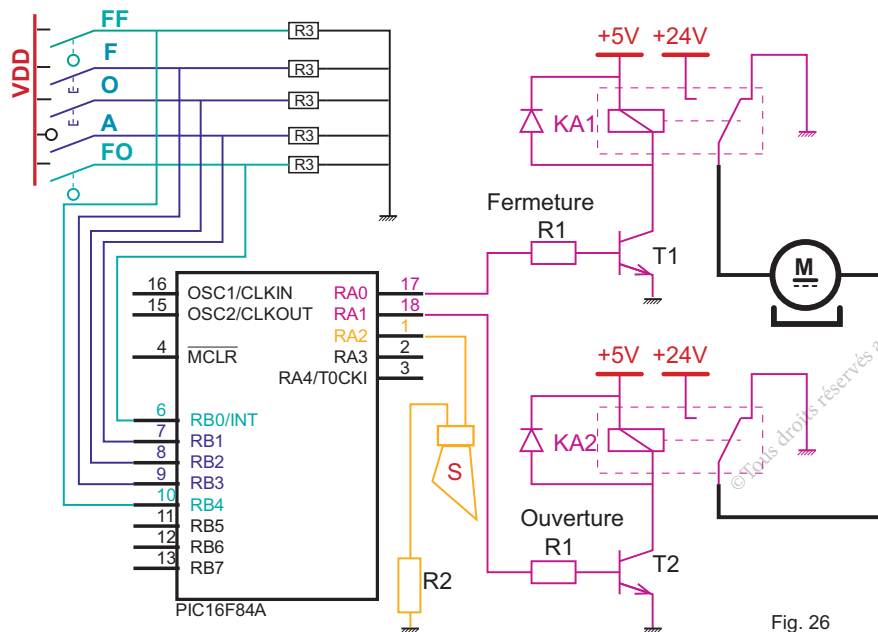 VDD
FF
R3
F
R3
O
R3
A
R3
FO
R3
+5V
+24V
KA1
Fermeture
R1
T1
M
16
OSC1/CLKIN
RA0
17
15
OSC2/CLKOUT
RA1
18
RA2
1
4
MCLR
RA3
2
RA4/T0CKI
3
+5V
+24V
6
RB0/INT
7
RB1
8
RB2
9
RB3
10
RB4
11
RB5
12
RB6
13
RB7
S
KA2
Ouverture
R1
R2
T2
PIC16F84A
Fig. 26
©Tous droits réservés a